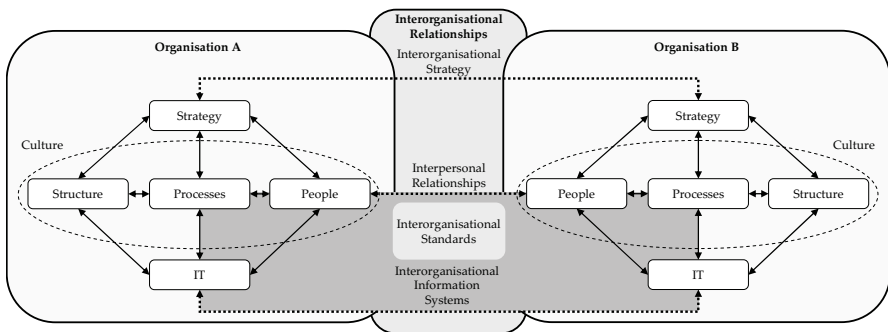 Interorganisational
Relationships
Organisation A
Organisation B
Interorganisational
Strategy
Strategy
Strategy
Culture
Culture
Interpersonal
Relationships
Structure
Processes
People
People
Processes
Structure
Interorganisational
Standards
IT
IT
Interorganisational
Information
Systems